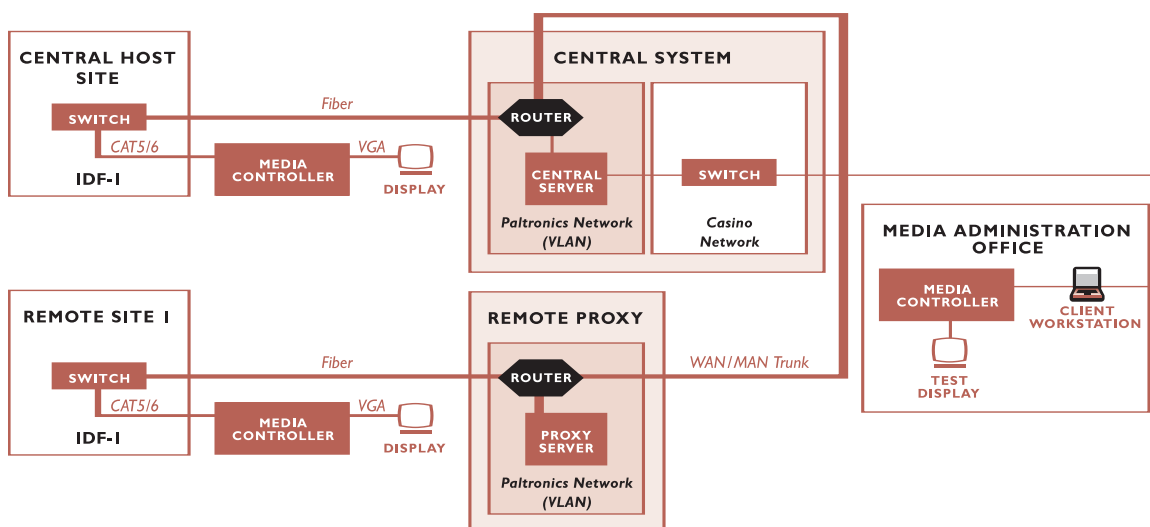 CENTRAL HOST
SITE
SWITCH
CAT5/6
IDF-I
Fiber
MEDIA
CONTROLLER
VGA
DISPLAY
CENTRAL SYSTEM
ROUTER
CENTRAL
SERVER
Paltronics Network
(VLAN)
SWITCH
Casino
Network
MEDIA ADMINISTRATION
OFFICE
MEDIA
CONTROLLER
CLIENT
WORKSTATION
TEST
DISPLAY
REMOTE SITE I
SWITCH
CAT5/6
IDF-I
Fiber
MEDIA
CONTROLLER
VGA
DISPLAY
REMOTE PROXY
ROUTER
PROXY
SERVER
Paltronics Network
(VLAN)
WAN/MAN Trunk